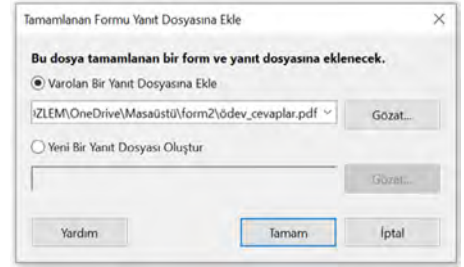 Tamamlanan Formu Yanıt Dosyasına Ekle
Bu dosya tamamlanan bir form ve yanıt dosyasına eklenecek.
Varolan Bir Yanıt Dosyasına Ekle
ZLEM\OneDrive\Masaüstü\form2\ödev_cevaplar.pdf
Gözat...
Yeni Bir Yanıt Dosyası Oluştur
Gözat...
Yardım
Tamam
İptal